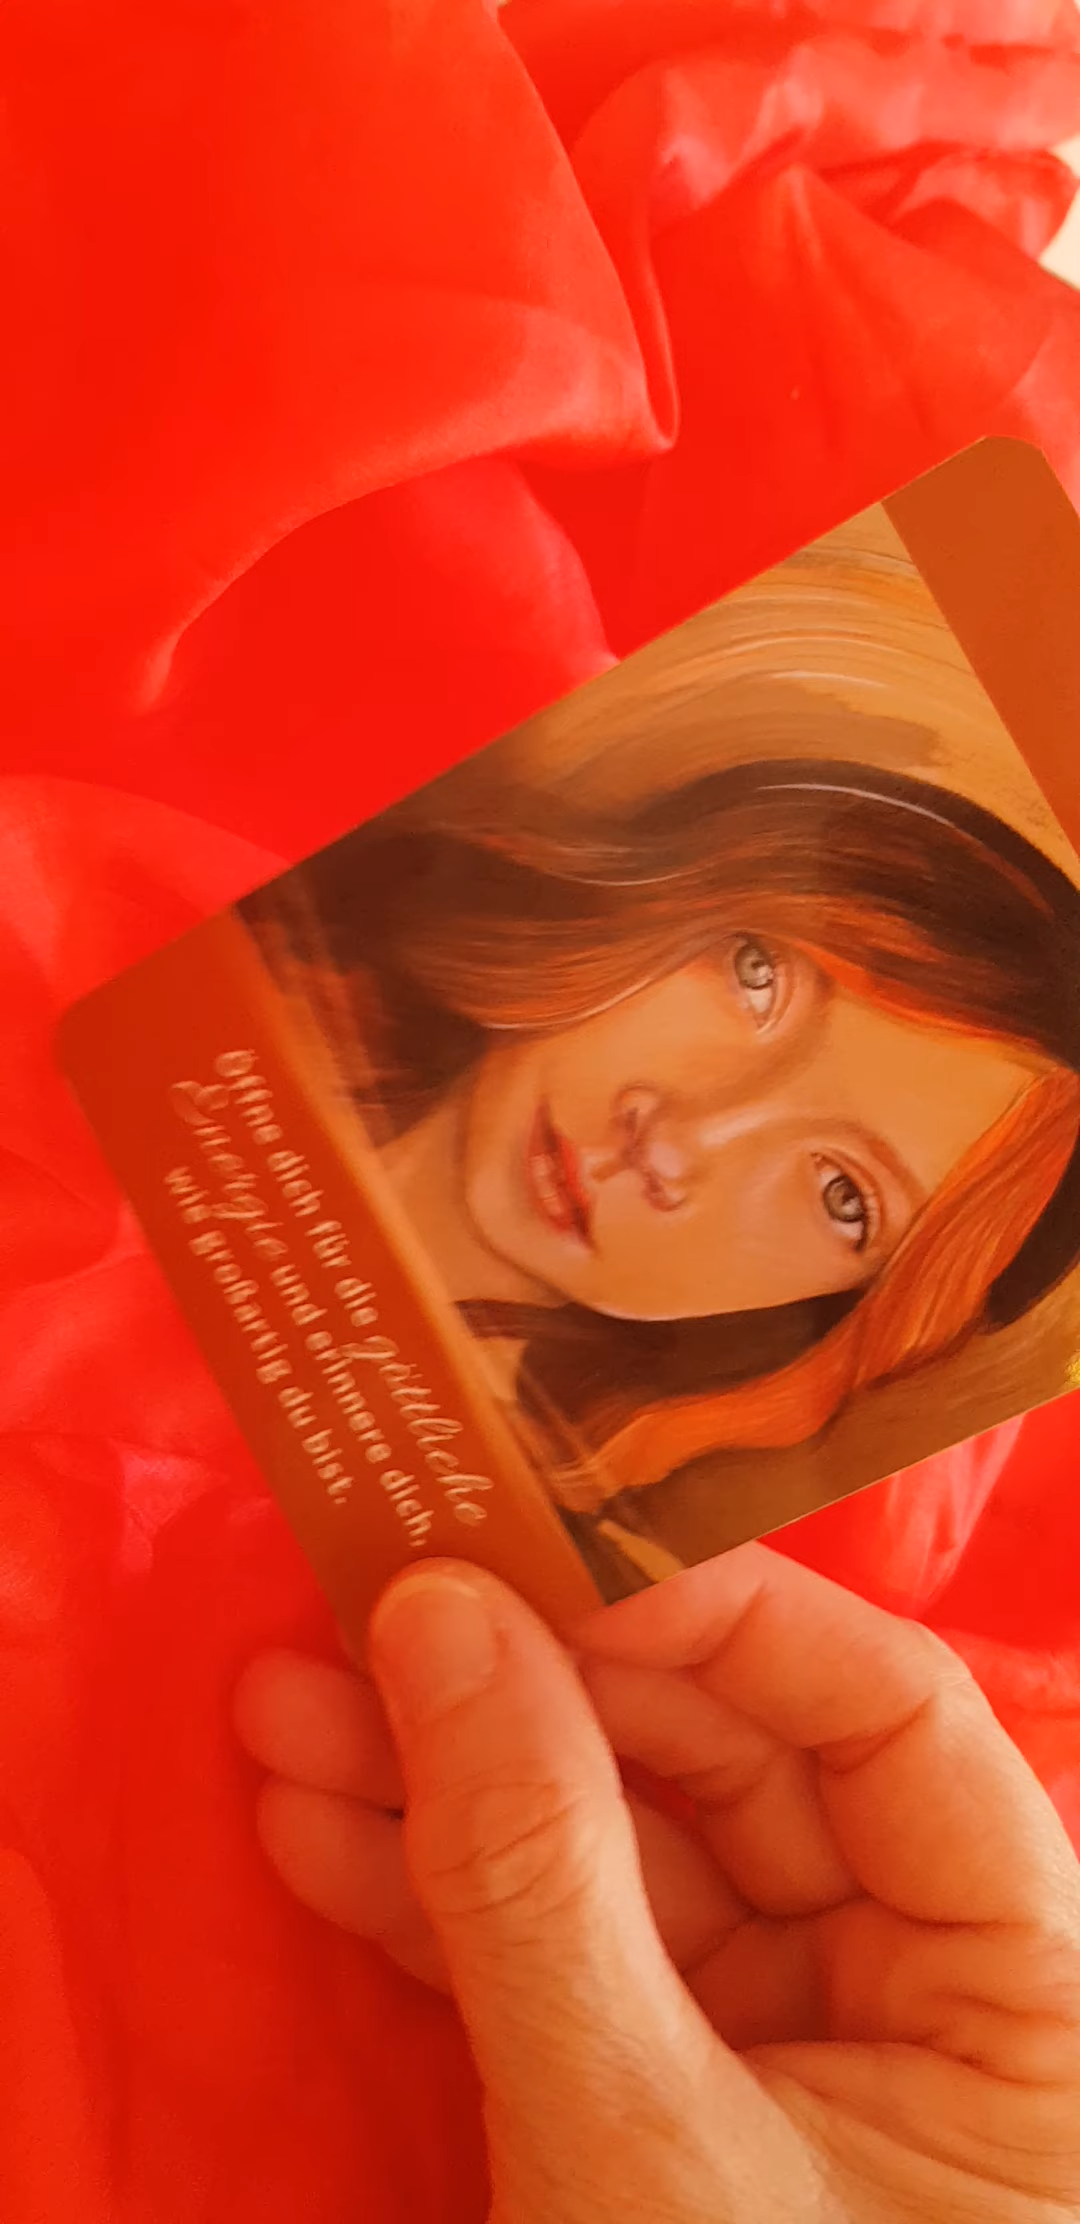 Öffne dich für die göttliche
Energie und erinnere dich,
wie großartig du bist.